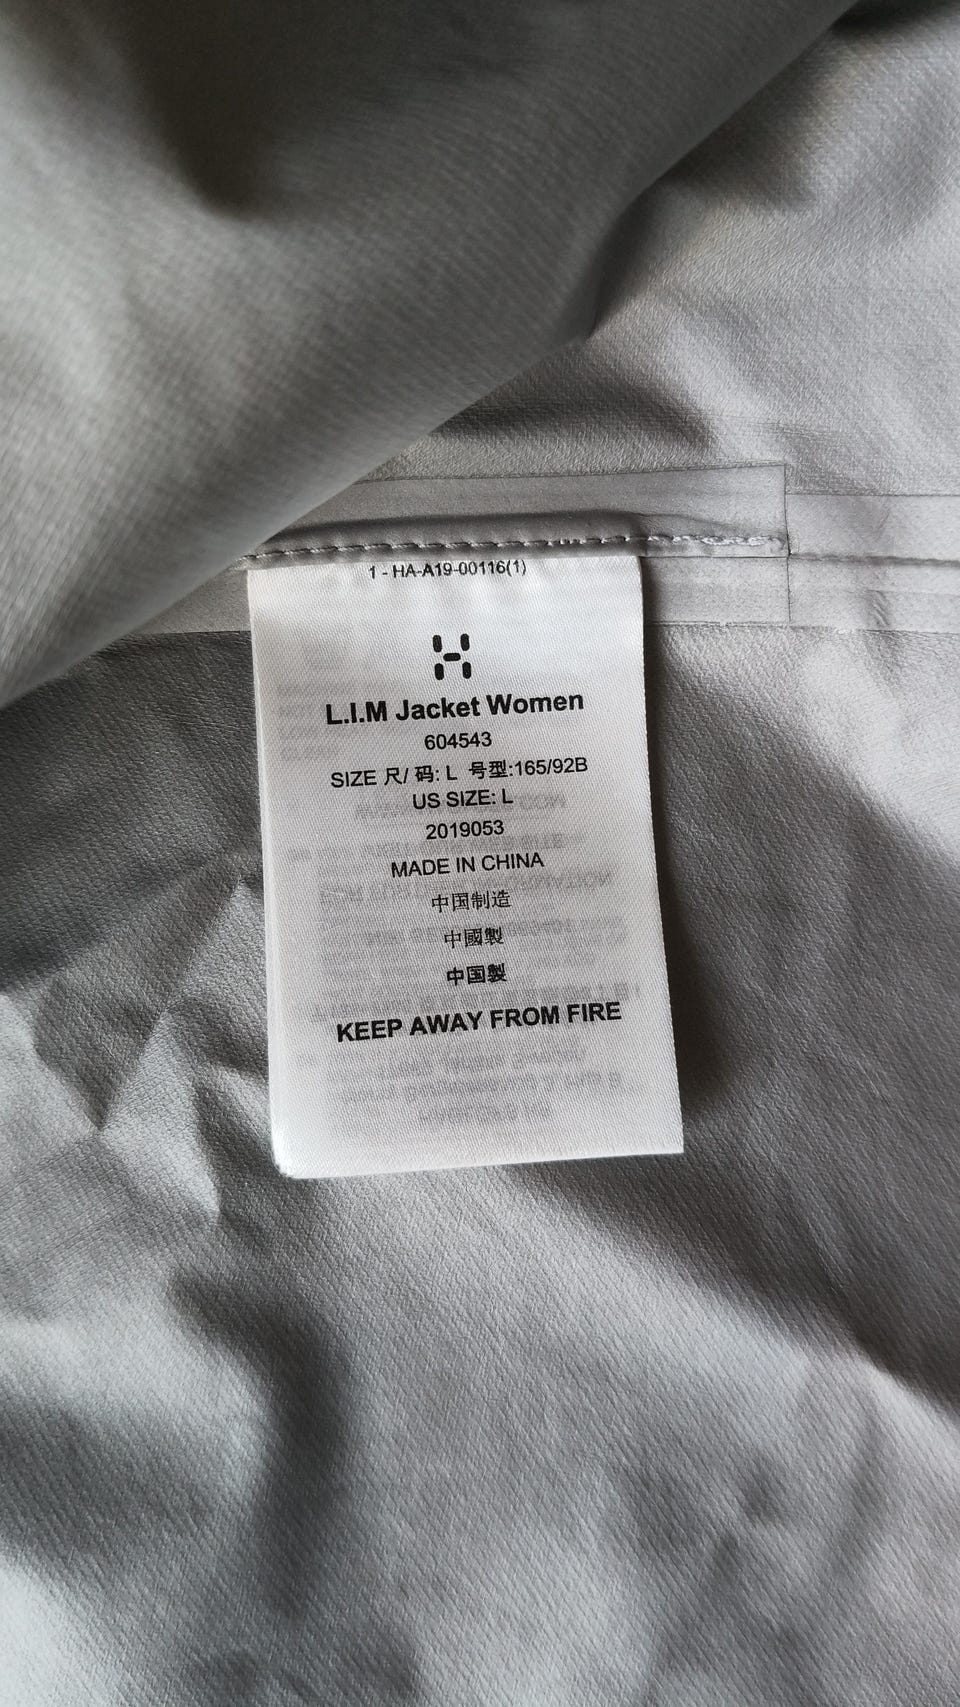 1 - HA-A19-00116(1)
L.I.M Jacket Women
604543
SIZE 尺/ 码: L 号型:165/92B
US SIZE: L
2019053
MADE IN CHINA
中国制造
中國製
中国製
KEEP AWAY FROM FIRE